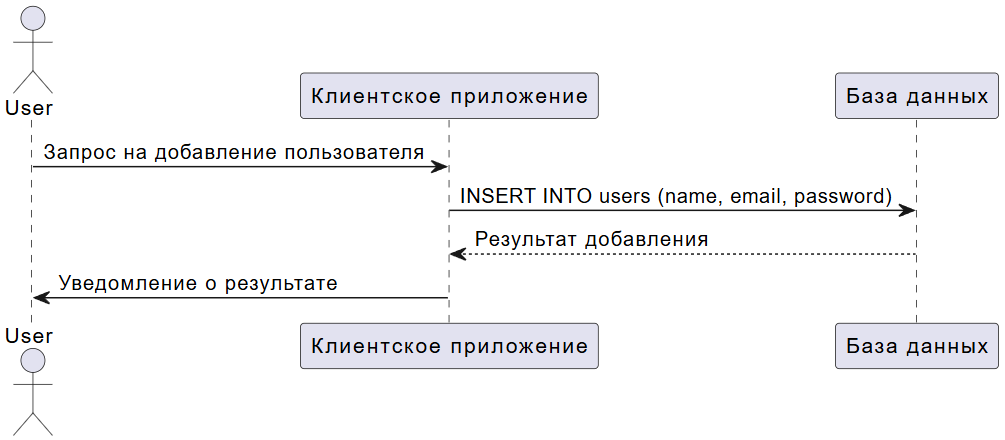 User
Клиентское приложение
База данных
Запрос на добавление пользователя
INSERT INTO users (name, email, password)
Результат добавления
Уведомление о результате
User
Клиентское приложение
База данных